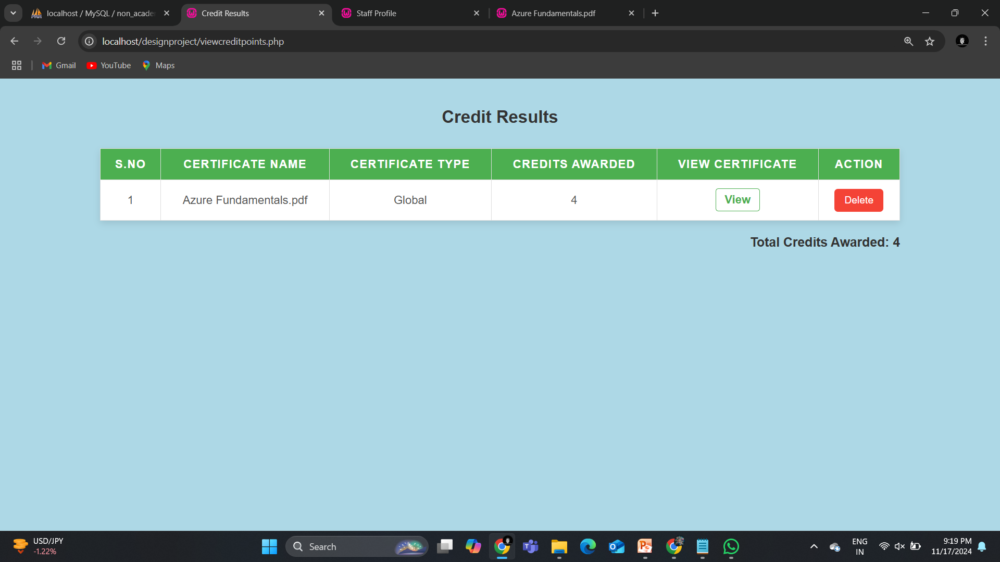 localhost / MySQL / non_acade
Credit Results
Staff Profile
Azure Fundamentals.pdf
localhost/designproject/viewcreditpoints.php
Gmail
YouTube
Maps
Credit Results
S.NO CERTIFICATE NAME CERTIFICATE TYPE CREDITS AWARDED VIEW CERTIFICATE ACTION
1 Azure Fundamentals.pdf Global 4 View Delete
Total Credits Awarded: 4
USD/JPY
-1.22%
Search
ENG
IN
9:19 PM
11/17/2024